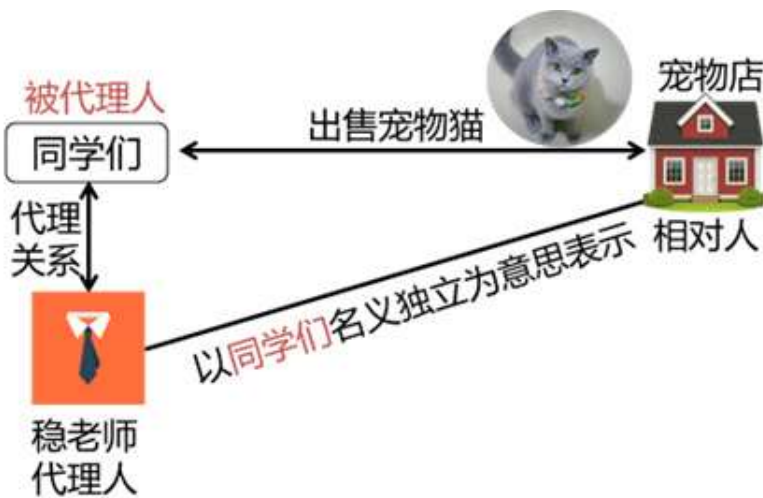 宠物店
被代理人
出售宠物猫
同学们
代理
关系
相对人
以同学们名义独立为意思表示
稳老师
代理人